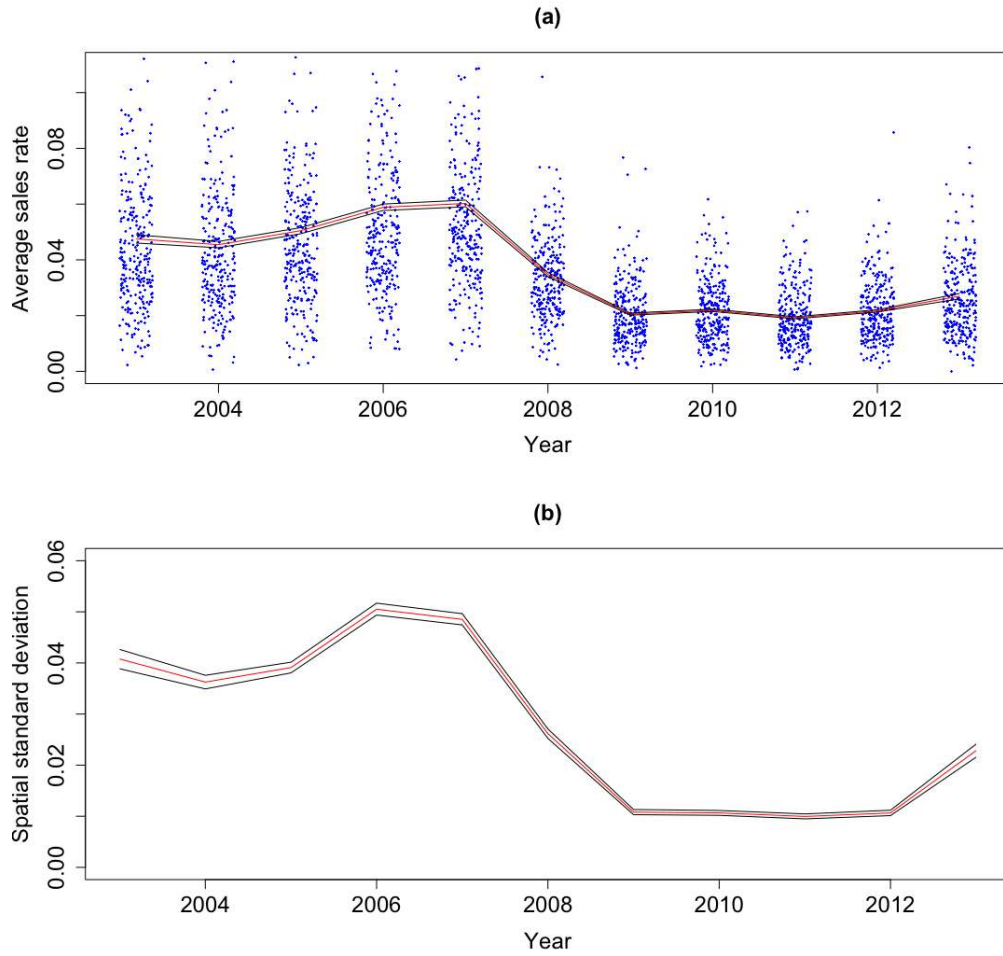 (a)
Average sales rate
0.08
0.04
0.00
2004 2006 2008 2010 2012
Year
(b)
Spatial standard deviation
0.06
0.04
0.02
0.00
2004 2006 2008 2010 2012
Year